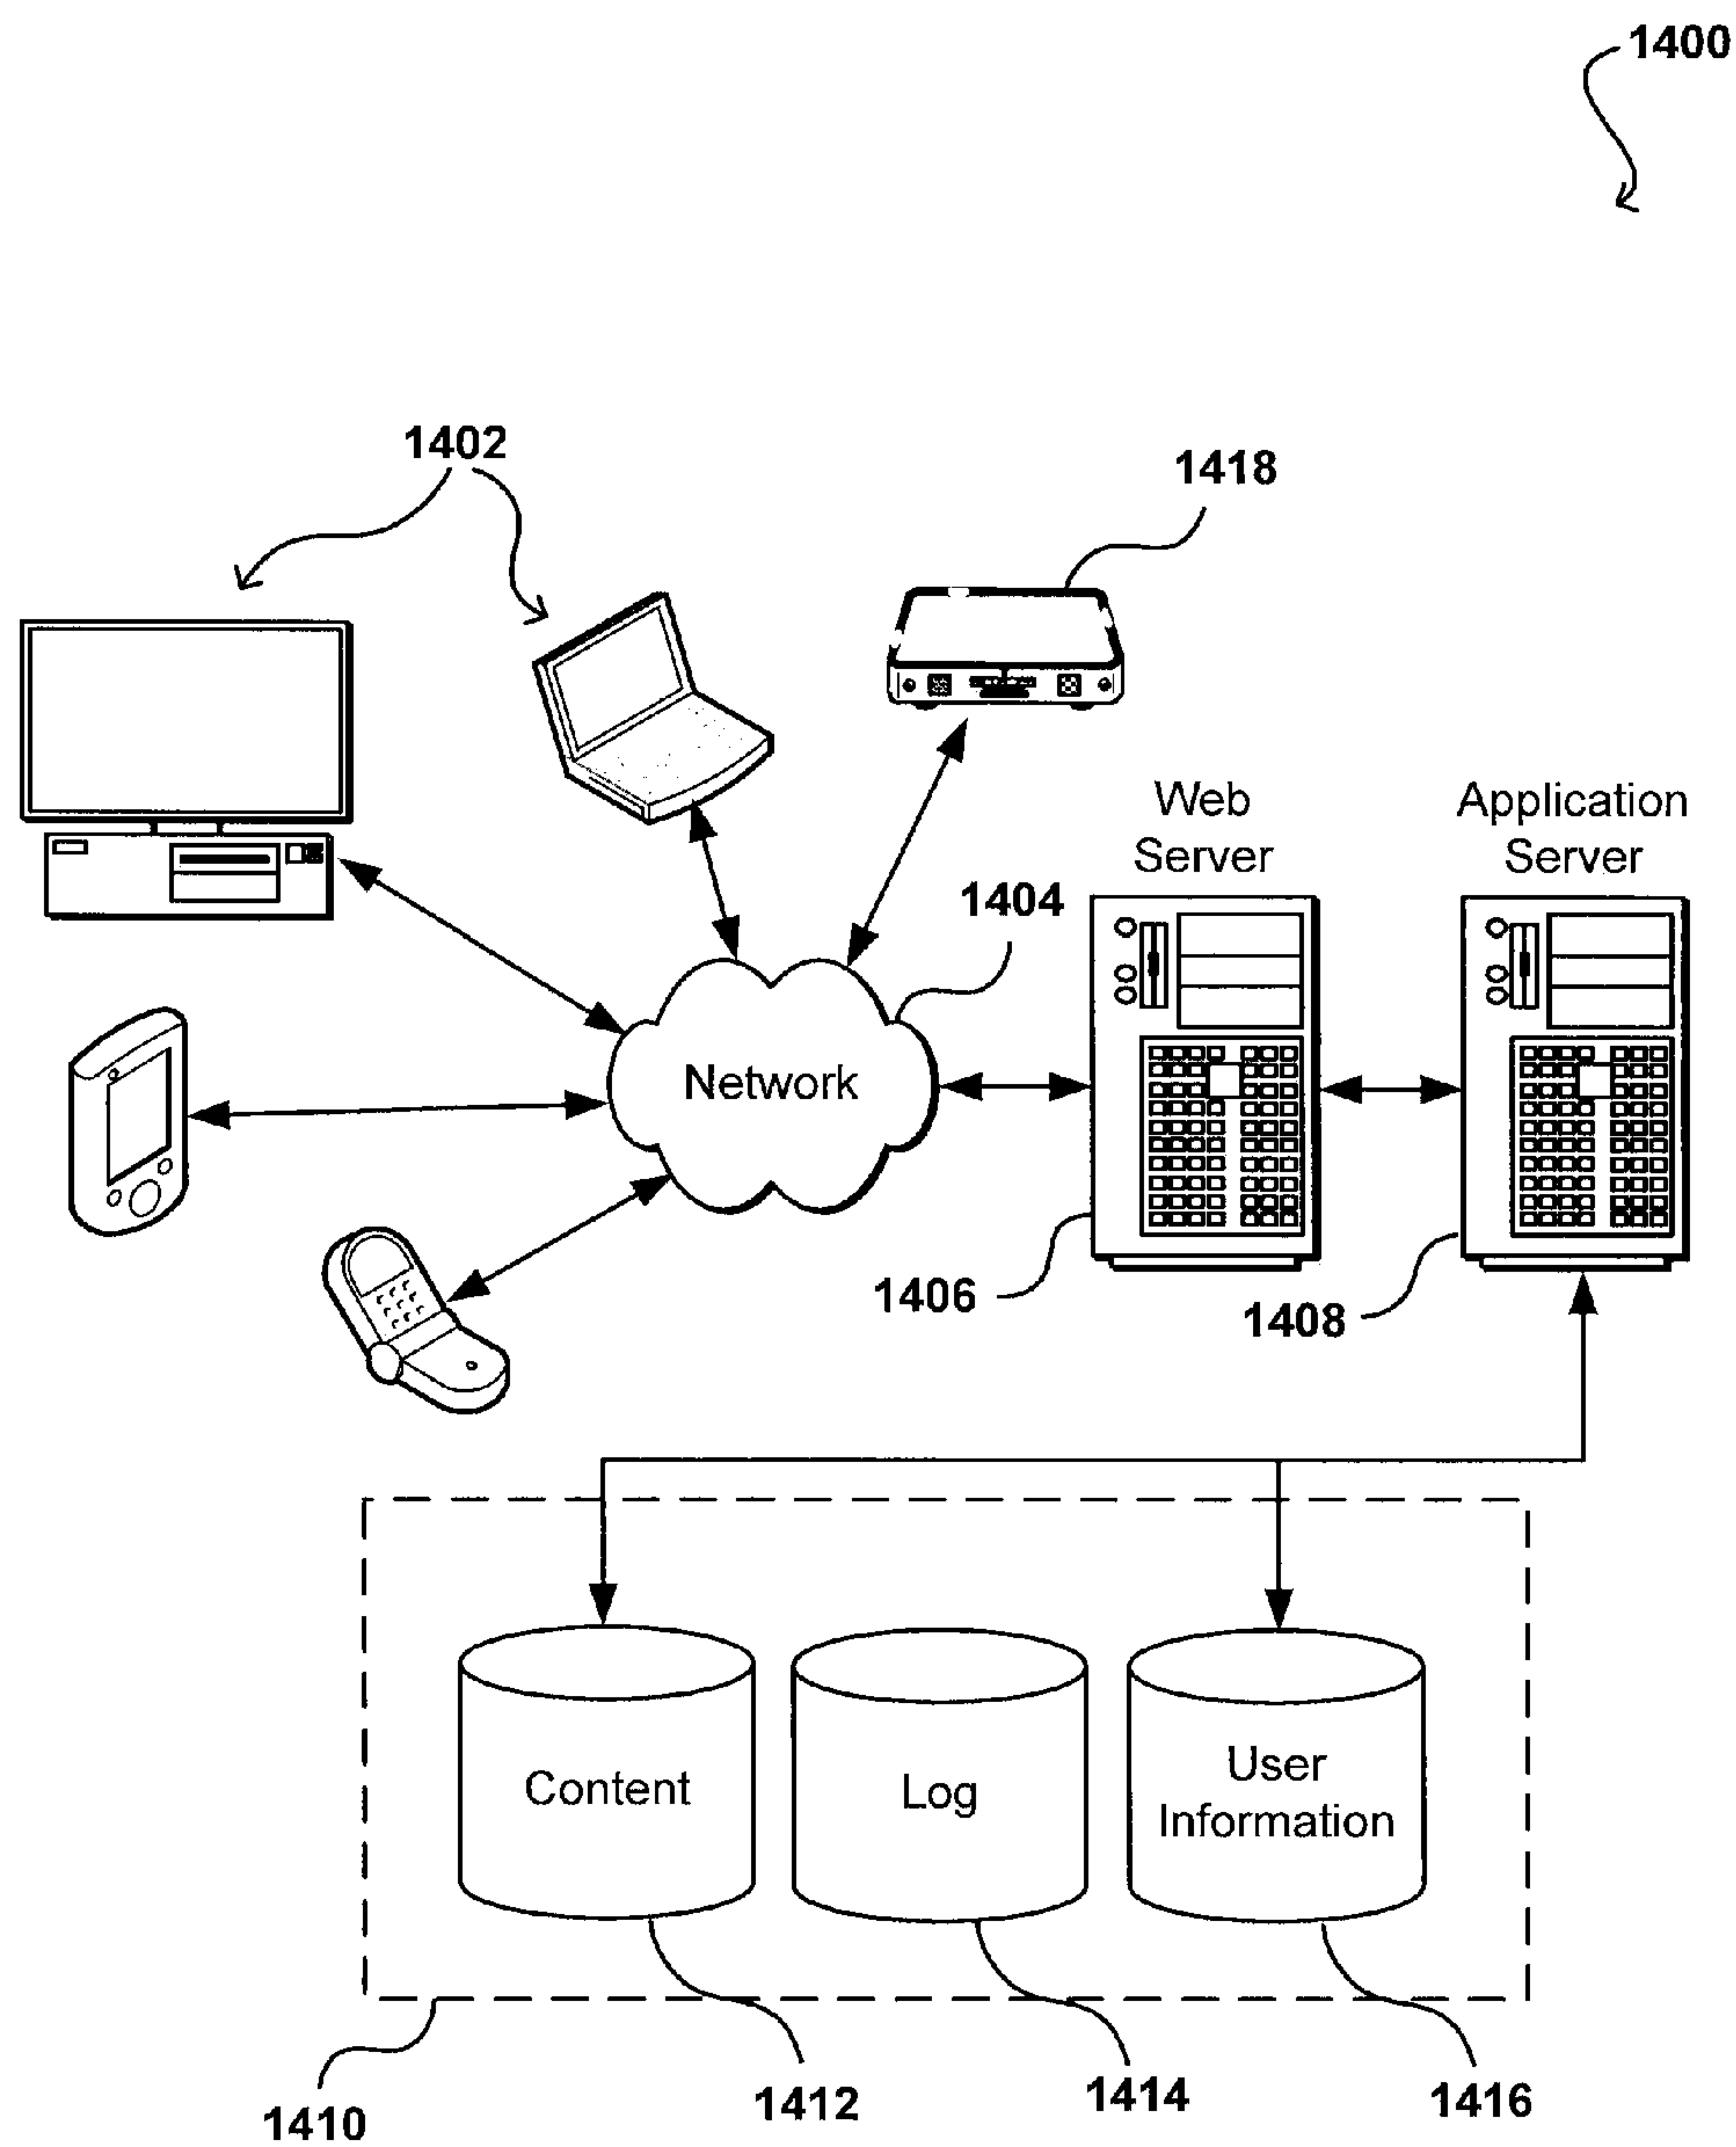 1400
1402
1418
Web
Server
Application
Server
1404
Network
1406
1408
Content
Log
User
Information
1410
1412
1414
1416